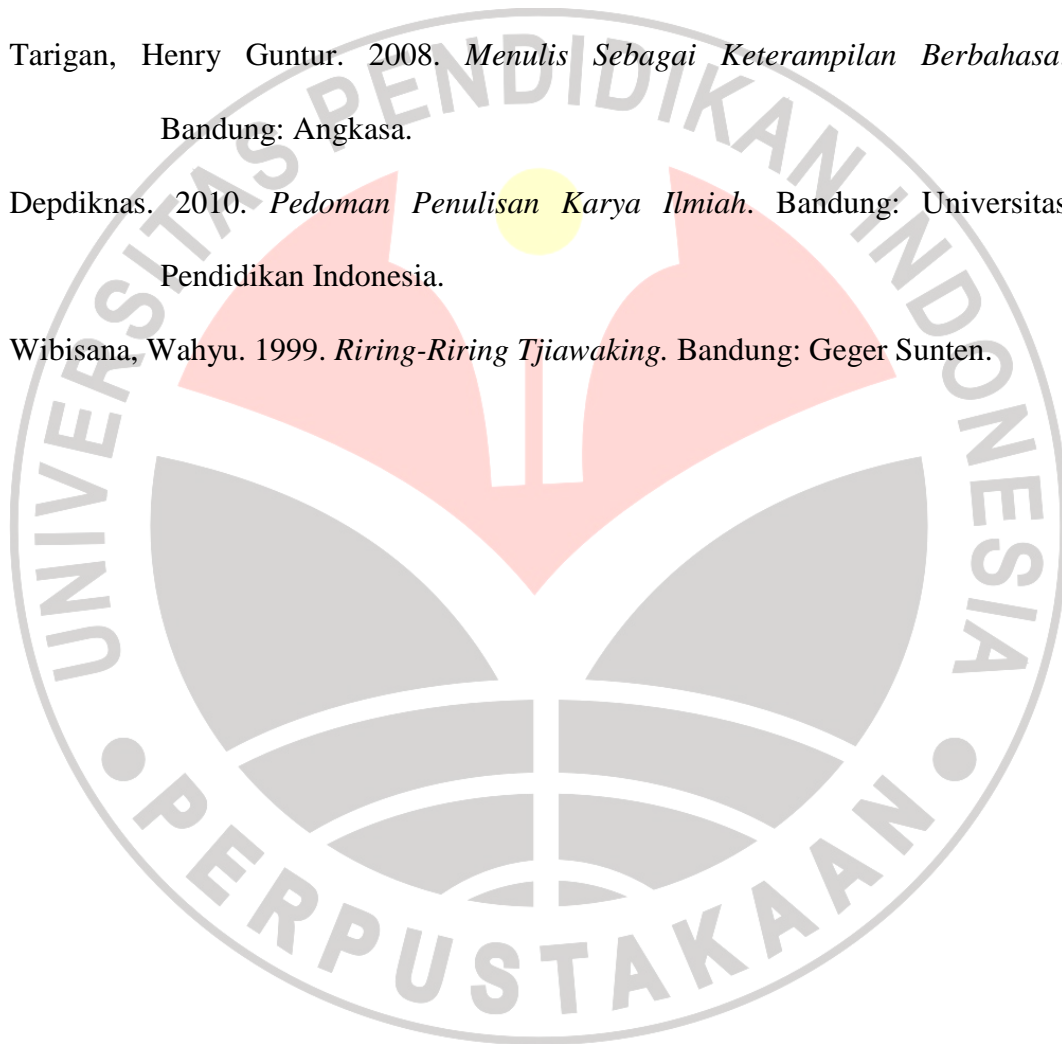 Tarigan, Henry Guntur. 2008. Menulis Sebagai Keterampilan Berbahasa.
Bandung: Angkasa.
Depdiknas. 2010. Pedoman Penulisan Karya Ilmiah. Bandung: Universitas
Pendidikan Indonesia.
Wibisana, Wahyu. 1999. Riring-Riring Tjiawaking. Bandung: Geger Sunten.
UNIVERSITAS PENDIDIKAN INDONESIA
PERPUSTAKAAN